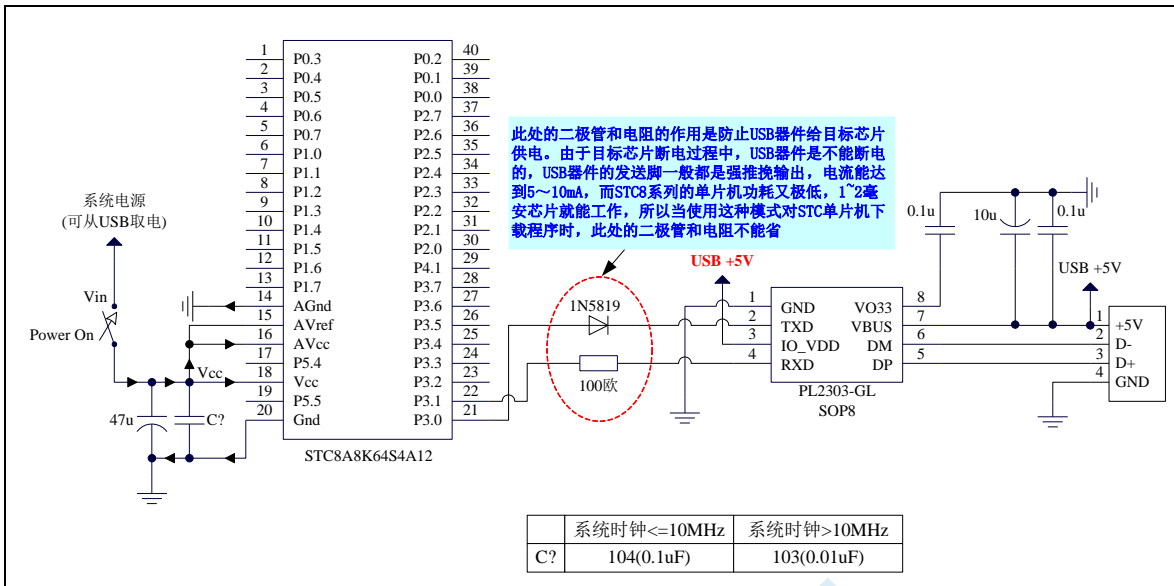 系统电源
(可从USB取电)
Vin
Power On
Vcc
47u
C?
1 P0.3
2 P0.4
3 P0.5
4 P0.6
5 P0.7
6 P1.0
7 P1.1
8 P1.2
9 P1.3
10 P1.4
11 P1.5
12 P1.6
13 P1.7
14 AGnd
15 AVref
16 AVcc
17 P5.4
18 Vcc
19 P5.5
20 Gnd
P0.2 40
P0.1 39
P0.0 38
P2.7 37
P2.6 36
P2.5 35
P2.4 34
P2.3 33
P2.2 32
P2.1 31
P2.0 30
P4.1 29
P3.7 28
P3.6 27
P3.5 26
P3.4 25
P3.3 24
P3.2 23
P3.1 22
P3.0 21
STC8A8K64S4A12
此处的二极管和电阻的作用是防止USB器件给目标芯片
供电。由于目标芯片断电过程中，USB器件是不能断电
的，USB器件的发送脚一般都是强推挽输出，电流能达
到5～10mA，而STC8系列的单片机功耗又极低，1~2毫
安芯片就能工作，所以当使用这种模式对STC单片机下
载程序时，此处的二极管和电阻不能省
1N5819
100欧
USB +5V
1 GND
2 TXD
3 IO_VDD
4 RXD
VO33 8
VBUS 7
DM 6
DP 5
PL2303-GL
SOP8
0.1u
10u
0.1u
USB +5V
1 +5V
2 D-
3 D+
4 GND
系统时钟<=10MHz 系统时钟>10MHz
C? 104(0.1uF) 103(0.01uF)